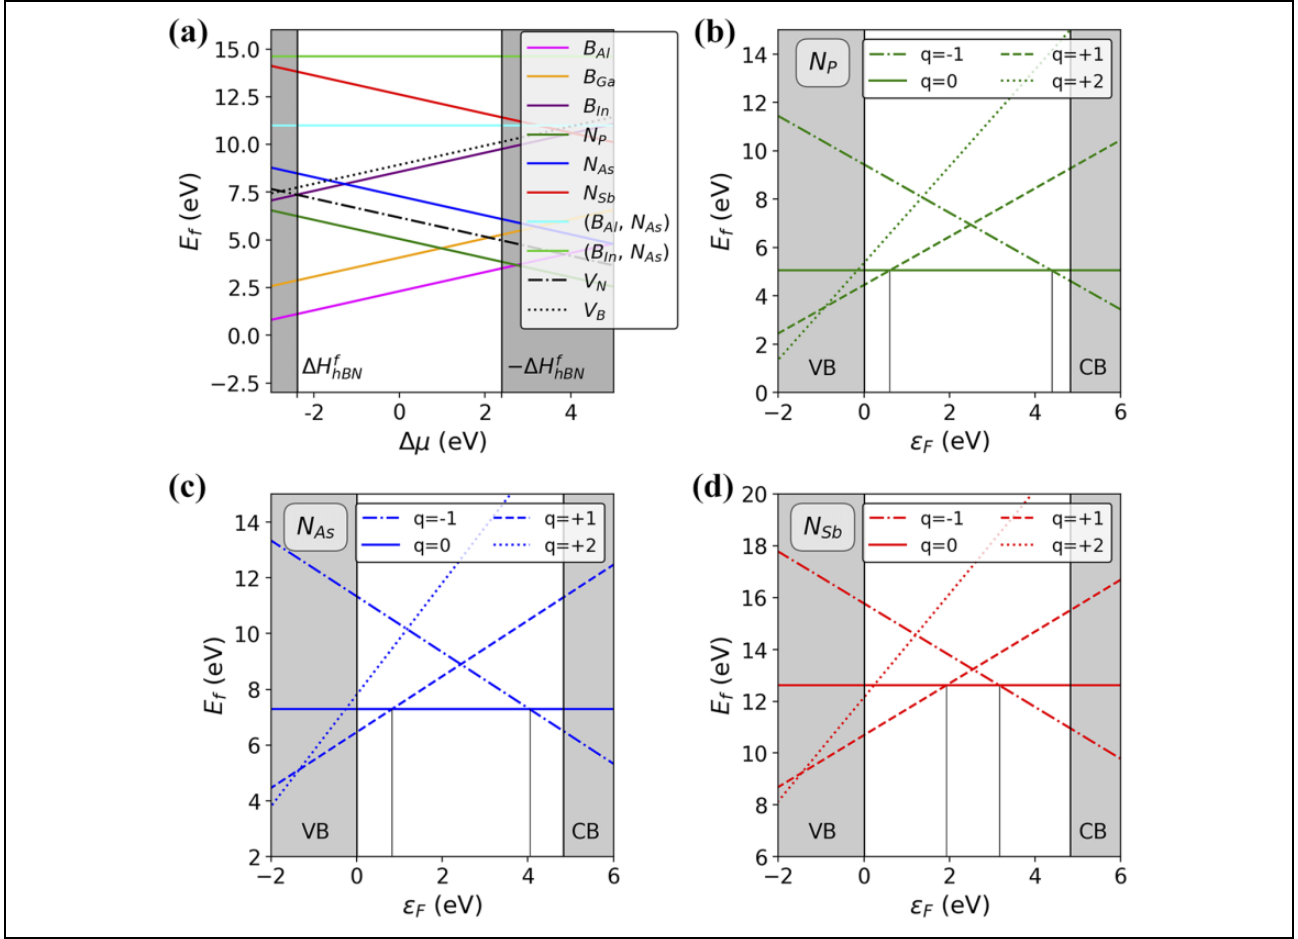 (a)
15.0
12.5
10.0
7.5
5.0
2.5
0.0
−2.5
E_f (eV)
B_Al
B_Ga
B_In
N_P
N_As
N_Sb
(B_Al, N_As)
(B_In, N_As)
V_N
V_B
ΔH^f_hBN
−ΔH^f_hBN
-2 0 2 4
Δμ (eV)
(b)
14
12
10
8
6
4
2
0
E_f (eV)
N_P
q=-1 q=+1
q=0 q=+2
VB CB
−2 0 2 4 6
ε_F (eV)
(c)
14
12
10
8
6
4
2
E_f (eV)
N_As
q=-1 q=+1
q=0 q=+2
VB CB
−2 0 2 4 6
ε_F (eV)
(d)
20
18
16
14
12
10
8
6
E_f (eV)
N_Sb
q=-1 q=+1
q=0 q=+2
VB CB
−2 0 2 4 6
ε_F (eV)